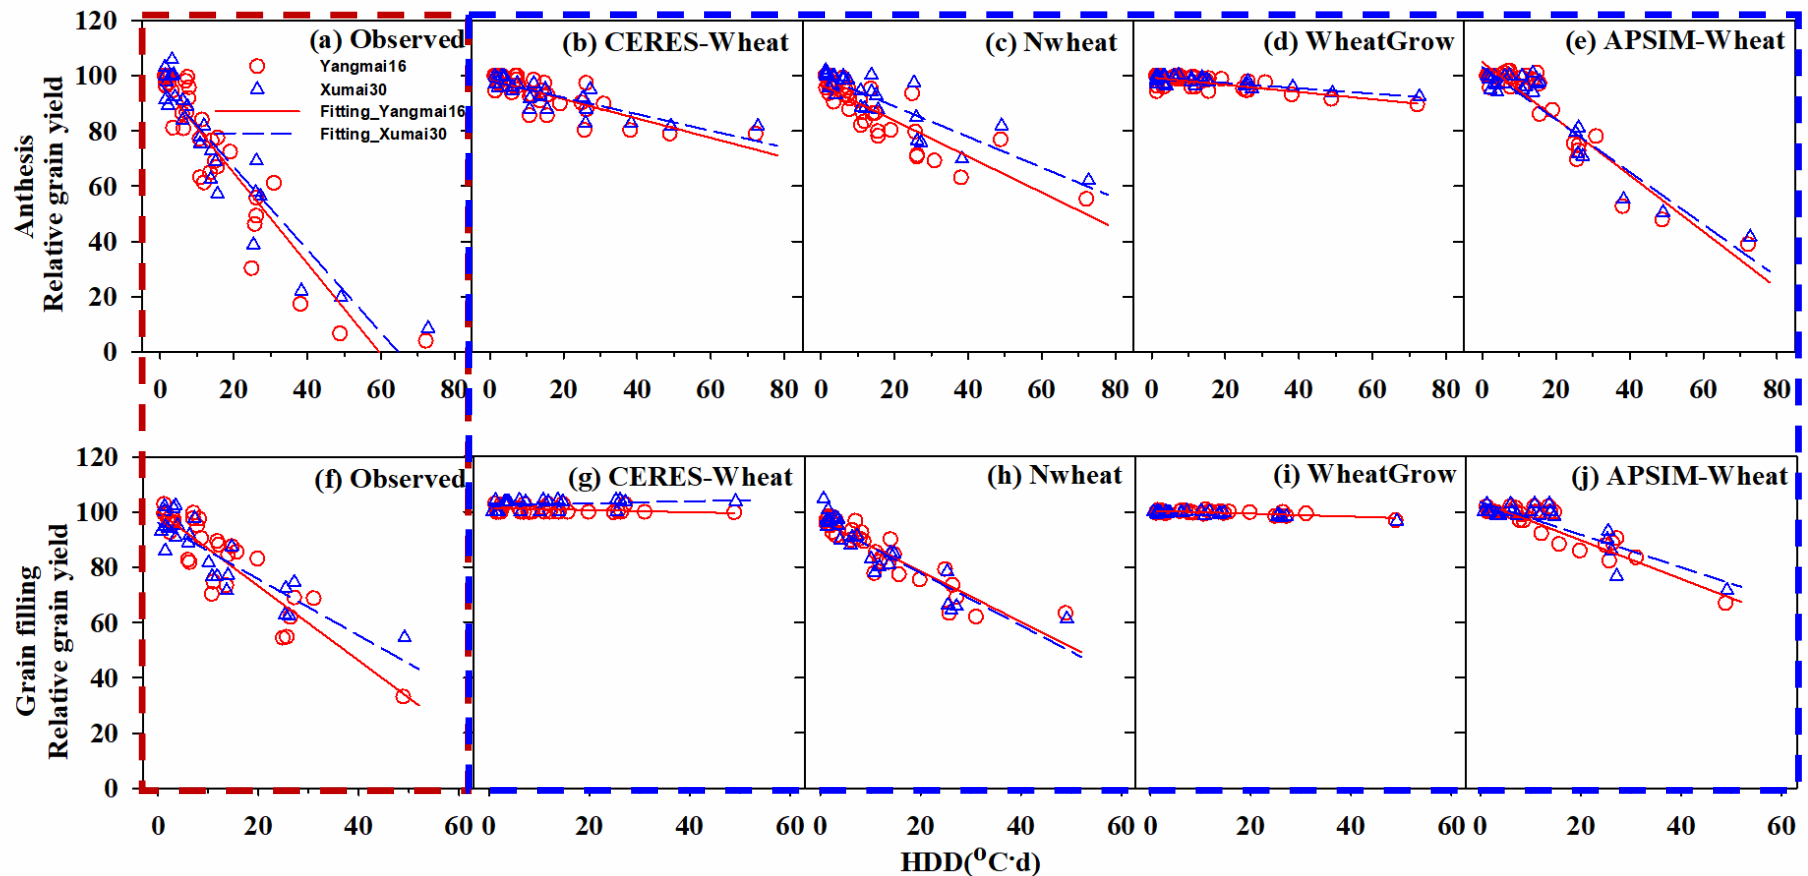 120
100
80
60
40
20
0
Anthesis
Relative grain yield
(a) Observed
Yangmai16
Xumai30
Fitting_Yangmai16
Fitting_Xumai30
(b) CERES-Wheat
(c) Nwheat
(d) WheatGrow
(e) APSIM-Wheat
0 20 40 60 80
0 20 40 60 80
0 20 40 60 80
0 20 40 60 80
0 20 40 60 80
120
100
80
60
40
20
0
Grain filling
Relative grain yield
(f) Observed
(g) CERES-Wheat
(h) Nwheat
(i) WheatGrow
(j) APSIM-Wheat
0 20 40 60
0 20 40 60
0 20 40 60
0 20 40 60
0 20 40 60
HDD(°C·d)